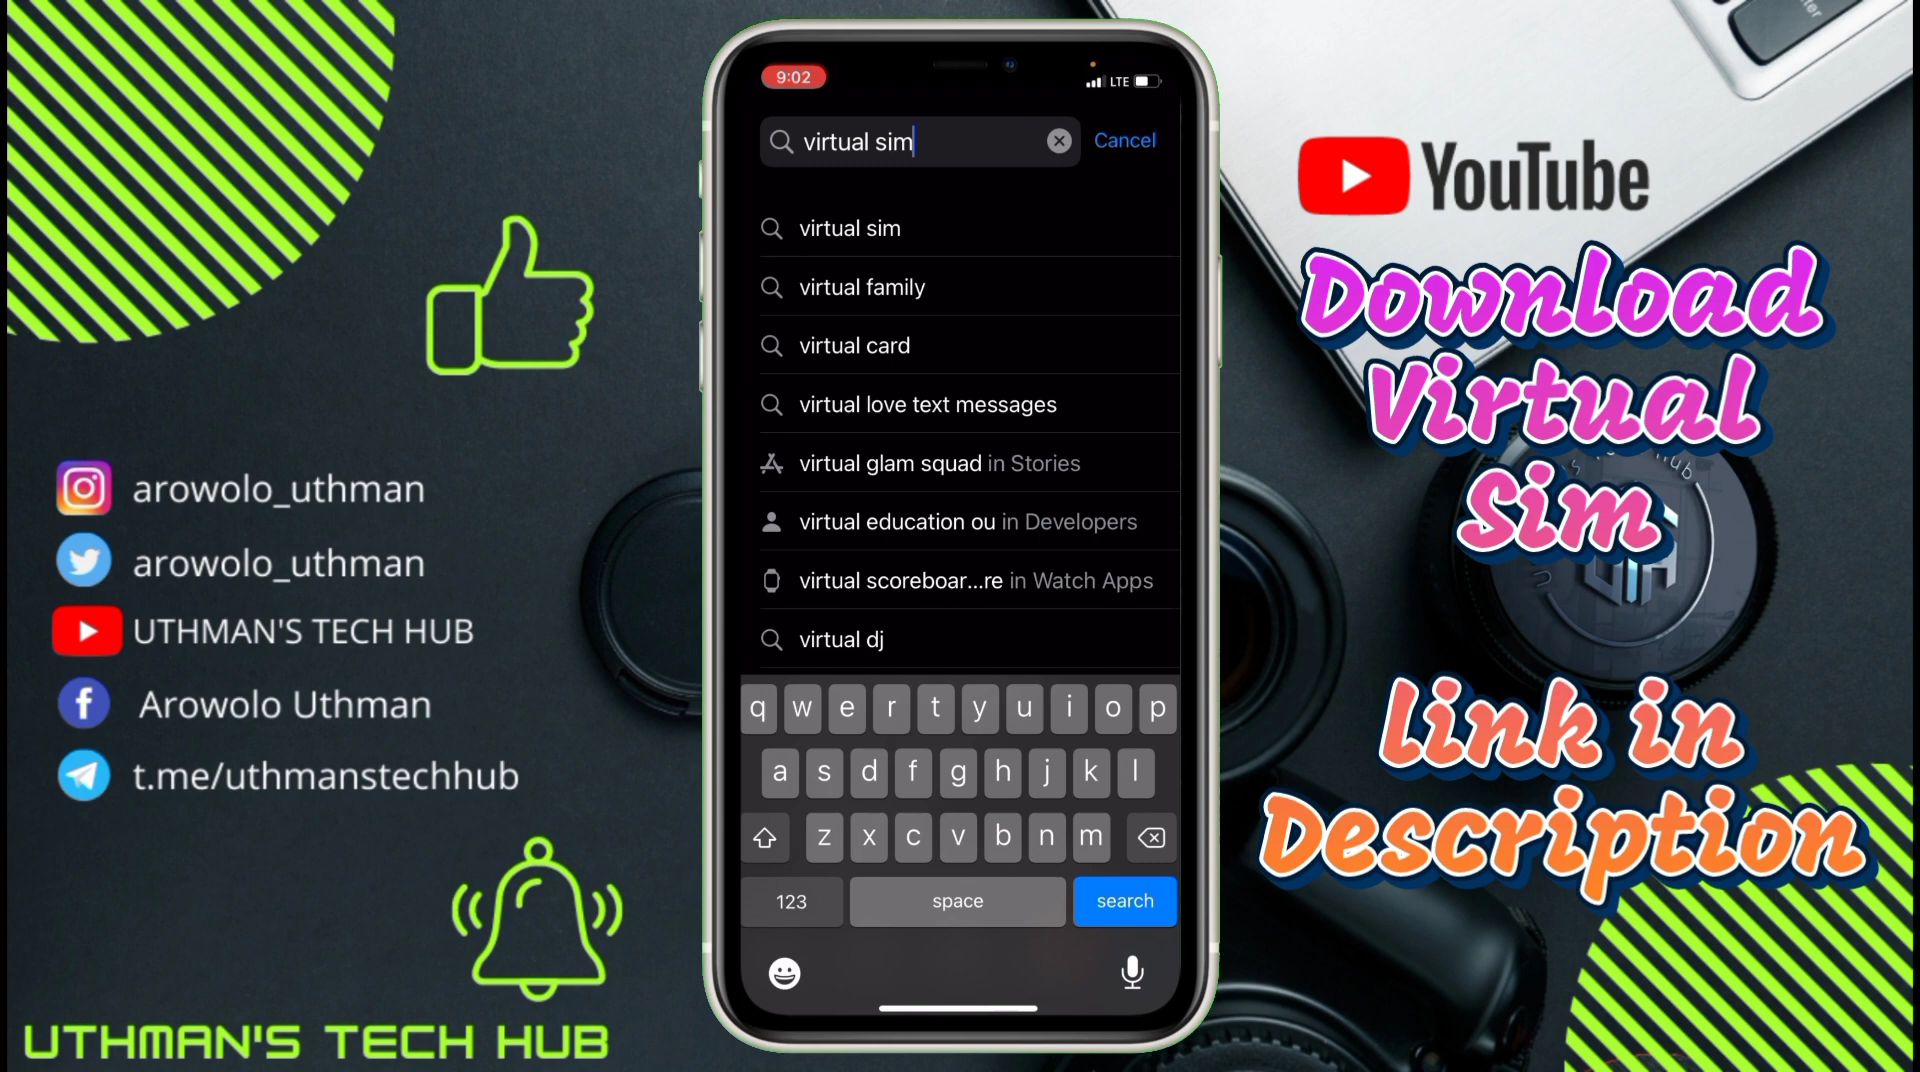 9:02
LTE
virtual sim
Cancel
virtual sim
virtual family
virtual card
virtual love text messages
virtual glam squad in Stories
virtual education ou in Developers
virtual scoreboar...re in Watch Apps
virtual dj
q w e r t y u i o p
a s d f g h j k l
z x c v b n m
123 space search
arowolo_uthman
arowolo_uthman
UTHMAN'S TECH HUB
Arowolo Uthman
t.me/uthmanstechhub
UTHMAN'S TECH HUB
YouTube
Download
Virtual
Sim
link in
Description